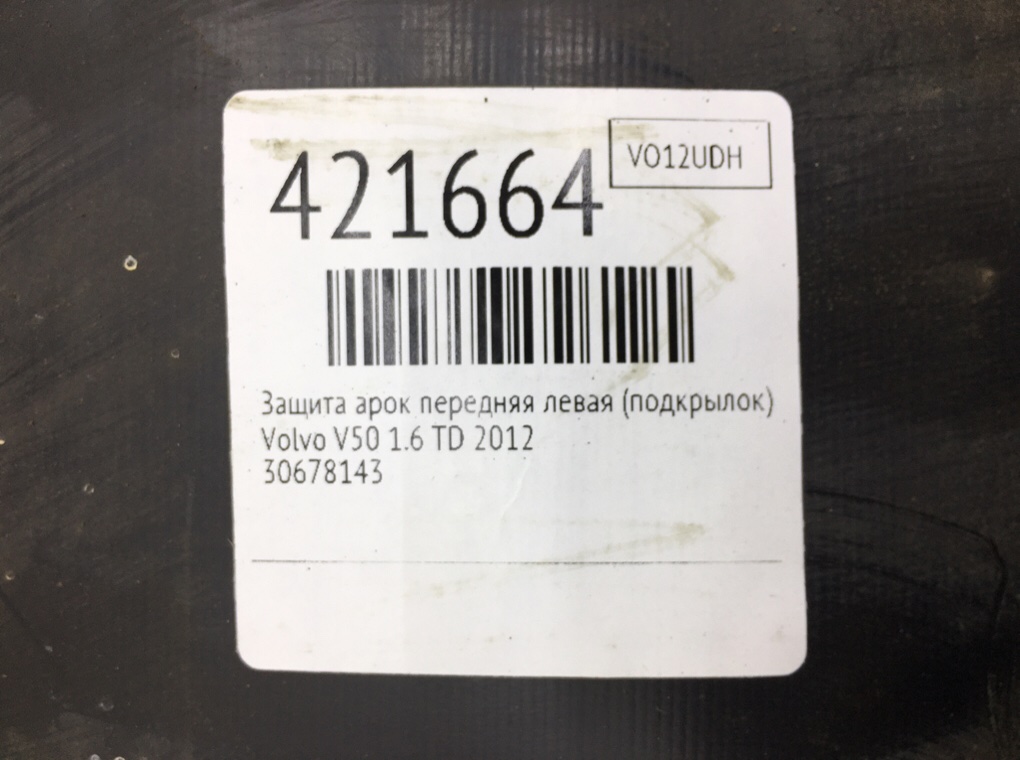 421664
VO12UDH
Защита арок передняя левая (подкрылок)
Volvo V50 1.6 TD 2012
30678143